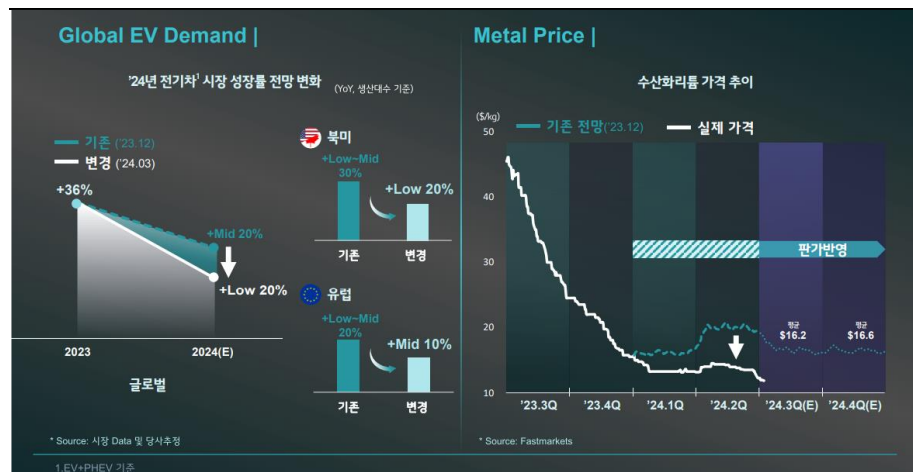 Global EV Demand |
'24년 전기차¹ 시장 성장률 전망 변화
(YoY, 생산대수 기준)
기존 ('23.12)
변경 ('24.03)
+36%
+Mid 20%
+Low 20%
2023
2024(E)
글로벌
북미
+Low~Mid
30%
+Low 20%
기존
변경
유럽
+Low~Mid
20%
+Mid 10%
기존
변경
* Source: 시장 Data 및 당사추정
1.EV+PHEV 기준
Metal Price |
수산화리튬 가격 추이
($/kg)
기존 전망('23.12)
실제 가격
50
40
30
20
10
판가반영
평균
$16.2
평균
$16.6
'23.3Q
'23.4Q
'24.1Q
'24.2Q
'24.3Q(E)
'24.4Q(E)
* Source: Fastmarkets